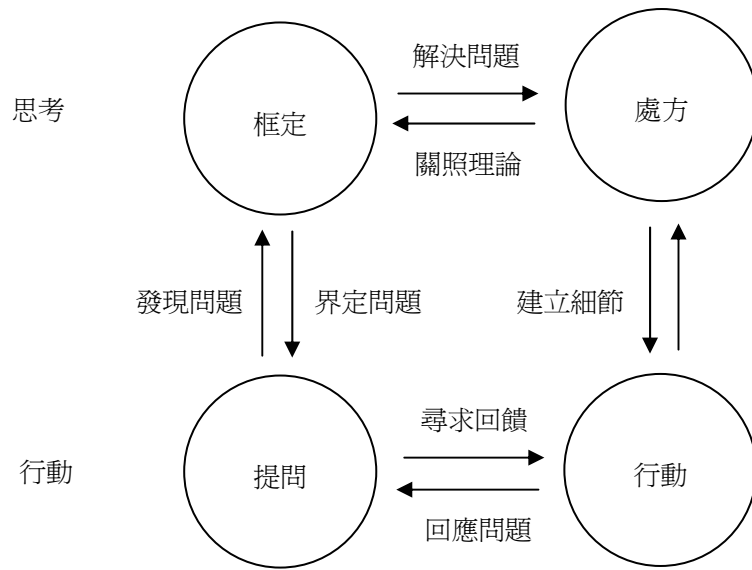 解決問題
思考
框定
處方
關照理論
發現問題
界定問題
建立細節
尋求回饋
行動
提問
行動
回應問題